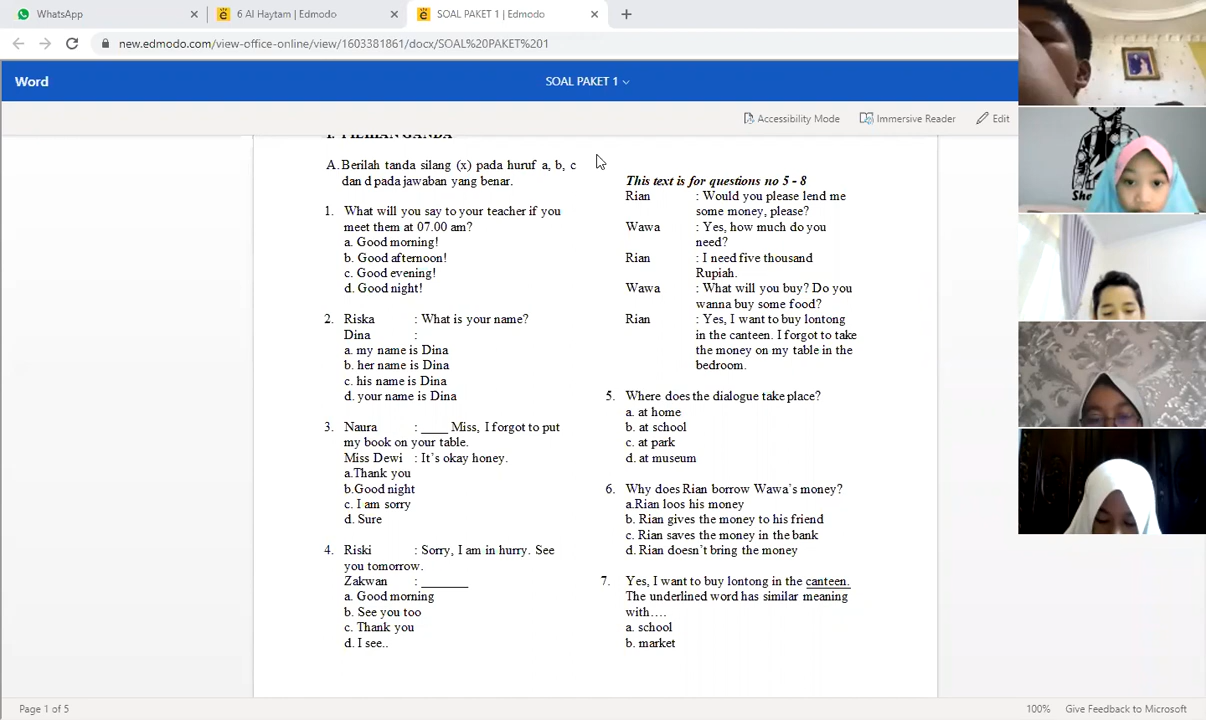 WhatsApp
6 Al Haytam | Edmodo
SOAL PAKET 1 | Edmodo
new.edmodo.com/view-office-online/view/1603381861/docx/SOAL%20PAKET%201
Word
SOAL PAKET 1
Accessibility Mode
Immersive Reader
Edit
I. PILIHAN GANDA
A. Berilah tanda silang (x) pada huruf a, b, c
dan d pada jawaban yang benar.
1. What will you say to your teacher if you
meet them at 07.00 am?
a. Good morning!
b. Good afternoon!
c. Good evening!
d. Good night!
2. Riska : What is your name?
Dina :
a. my name is Dina
b. her name is Dina
c. his name is Dina
d. your name is Dina
3. Naura : ____ Miss, I forgot to put
my book on your table.
Miss Dewi : It's okay honey.
a.Thank you
b.Good night
c. I am sorry
d. Sure
4. Riski : Sorry, I am in hurry. See
you tomorrow.
Zakwan : _______
a. Good morning
b. See you too
c. Thank you
d. I see..
This text is for questions no 5 - 8
Rian : Would you please lend me
some money, please?
Wawa : Yes, how much do you
need?
Rian : I need five thousand
Rupiah.
Wawa : What will you buy? Do you
wanna buy some food?
Rian : Yes, I want to buy lontong
in the canteen. I forgot to take
the money on my table in the
bedroom.
5. Where does the dialogue take place?
a. at home
b. at school
c. at park
d. at museum
6. Why does Rian borrow Wawa's money?
a.Rian loos his money
b. Rian gives the money to his friend
c. Rian saves the money in the bank
d. Rian doesn't bring the money
7. Yes, I want to buy lontong in the canteen.
The underlined word has similar meaning
with….
a. school
b. market
Page 1 of 5
100%
Give Feedback to Microsoft